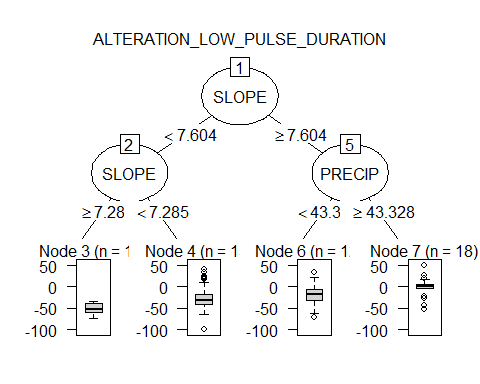 ALTERATION_LOW_PULSE_DURATION
1
SLOPE
< 7.604 ≥ 7.604
2 5
SLOPE PRECIP
≥ 7.28 < 7.285 < 43.3 ≥ 43.328
Node 3 (n = 1 Node 4 (n = 1 Node 6 (n = 1 Node 7 (n = 18)
50 50 50 50
0 0 0 0
-50 -50 -50 -50
-100 -100 -100 -100